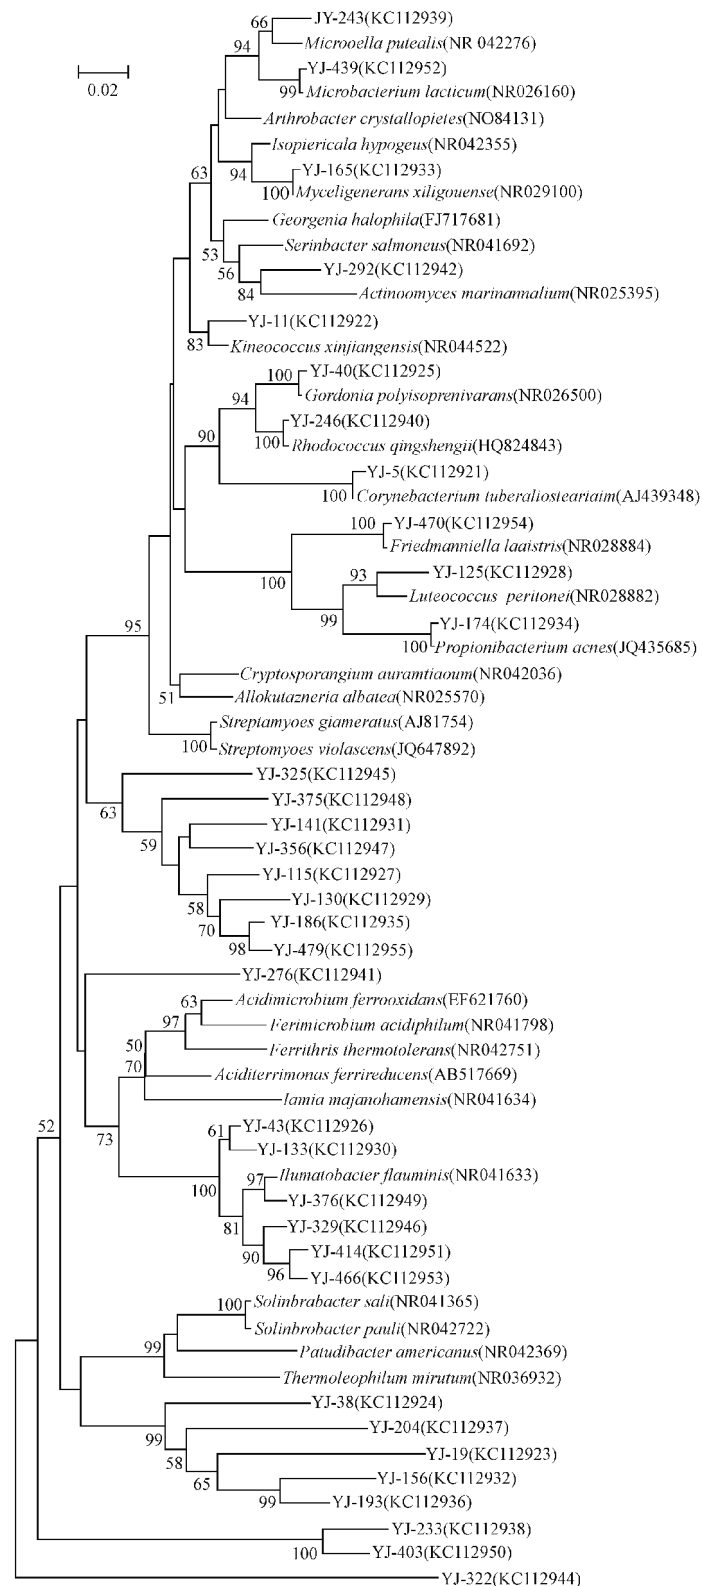 66
JY-243(KC112939)
94
Microoella putealis(NR 042276)
YJ-439(KC112952)
0.02
99
Microbacterium lacticum(NR026160)
Arthrobacter crystallopietes(NO84131)
Isopiericala hypogeus(NR042355)
63
94
YJ-165(KC112933)
100
Myceligenerans xiligouense(NR029100)
Georgenia halophila(FJ717681)
53
Serinbacter salmoneus(NR041692)
56
YJ-292(KC112942)
84
Actinoomyces marinannalium(NR025395)
YJ-11(KC112922)
83
Kineococcus xinjiangensis(NR044522)
100
YJ-40(KC112925)
94
Gordonia polyisoprenivarans(NR026500)
YJ-246(KC112940)
90
100
Rhodococcus qingshengii(HQ824843)
YJ-5(KC112921)
100
Corynebacterium tuberaliosteariaim(AJ439348)
100
YJ-470(KC112954)
Friedmanniella laaistris(NR028884)
100
93
YJ-125(KC112928)
Luteococcus peritonei(NR028882)
99
YJ-174(KC112934)
95
100
Propionibacterium acnes(JQ435685)
Cryptosporangium auramtiaoum(NR042036)
51
Allokutazneria albatea(NR025570)
Streptamyoes giameratus(AJ81754)
100
Streptomyoes violascens(JQ647892)
YJ-325(KC112945)
63
YJ-375(KC112948)
59
YJ-141(KC112931)
YJ-356(KC112947)
YJ-115(KC112927)
58
YJ-130(KC112929)
70
YJ-186(KC112935)
98
YJ-479(KC112955)
YJ-276(KC112941)
63
Acidimicrobium ferrooxidans(EF621760)
97
Ferimicrobium acidiphilum(NR041798)
50
Ferrithris thermotolerans(NR042751)
70
Aciditerrimonas ferrireducens(AB517669)
Iamia majanohamensis(NR041634)
52
73
61
YJ-43(KC112926)
YJ-133(KC112930)
100
97
Ilumatobacter flauminis(NR041633)
YJ-376(KC112949)
81
YJ-329(KC112946)
90
YJ-414(KC112951)
96
YJ-466(KC112953)
100
Solinbrabacter sali(NR041365)
Solinbrobacter pauli(NR042722)
99
Patudibacter americanus(NR042369)
Thermoleophilum mirutum(NR036932)
YJ-38(KC112924)
99
YJ-204(KC112937)
58
YJ-19(KC112923)
65
YJ-156(KC112932)
99
YJ-193(KC112936)
YJ-233(KC112938)
100
YJ-403(KC112950)
YJ-322(KC112944)